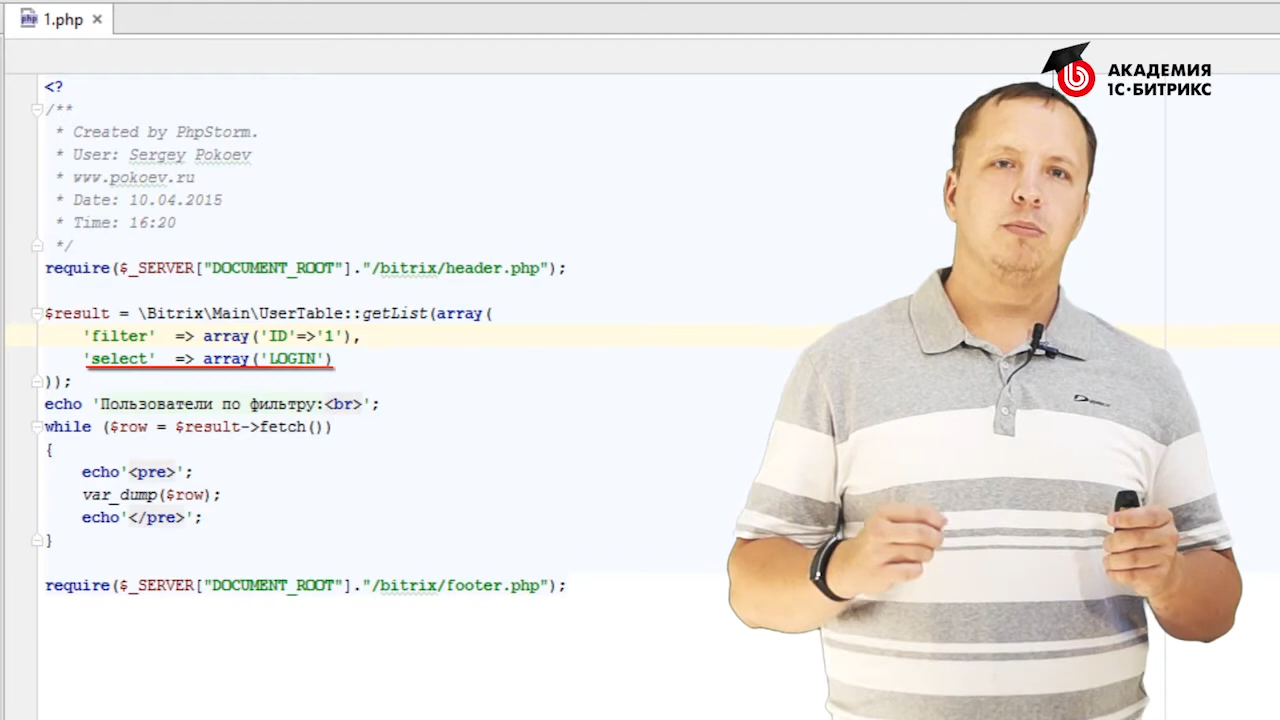 1.php
АКАДЕМИЯ
1С-БИТРИКС
<?
/**
* Created by PhpStorm.
* User: Sergey Pokoev
* www.pokoev.ru
* Date: 10.04.2015
* Time: 16:20
*/
require($_SERVER["DOCUMENT_ROOT"]."/bitrix/header.php");
$result = \Bitrix\Main\UserTable::getList(array(
'filter' => array('ID'=>'1'),
'select' => array('LOGIN')
));
echo 'Пользователи по фильтру:<br>';
while ($row = $result->fetch())
{
echo'<pre>';
var_dump($row);
echo'</pre>';
}
require($_SERVER["DOCUMENT_ROOT"]."/bitrix/footer.php");